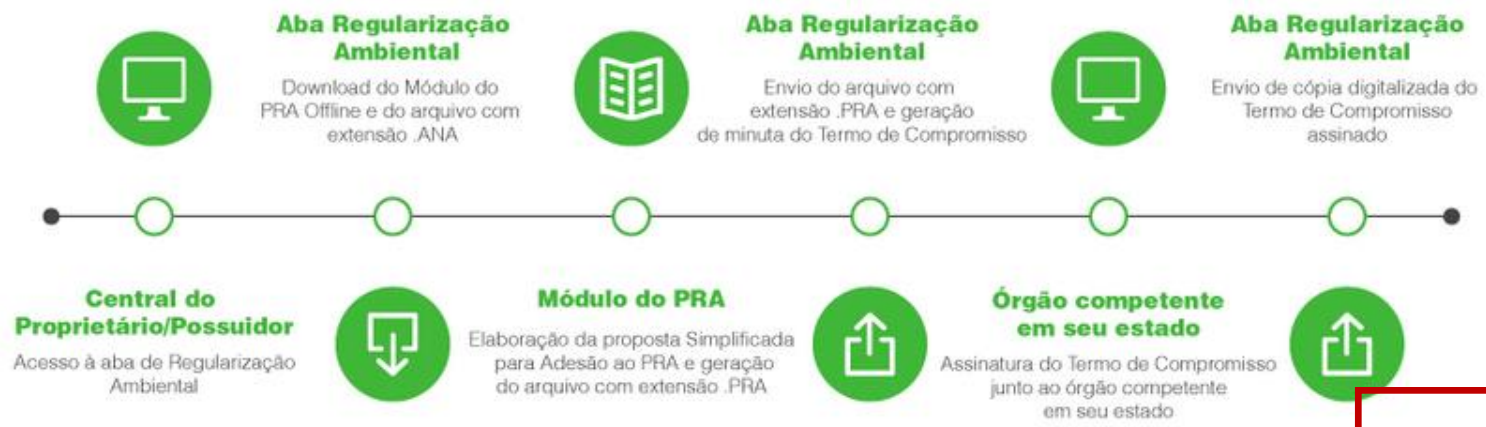 Aba Regularização
Ambiental
Download do Módulo do
PRA Offline e do arquivo com
extensão .ANA
Aba Regularização
Ambiental
Envio do arquivo com
extensão .PRA e geração
de minuta do Termo de Compromisso
Aba Regularização
Ambiental
Envio de cópia digitalizada do
Termo de Compromisso
assinado
Central do
Proprietário/Possuidor
Acesso à aba de Regularização
Ambiental
Módulo do PRA
Elaboração da proposta Simplificada
para Adesão ao PRA e geração
do arquivo com extensão .PRA
Órgão competente
em seu estado
Assinatura do Termo de Compromisso
junto ao órgão competente
em seu estado